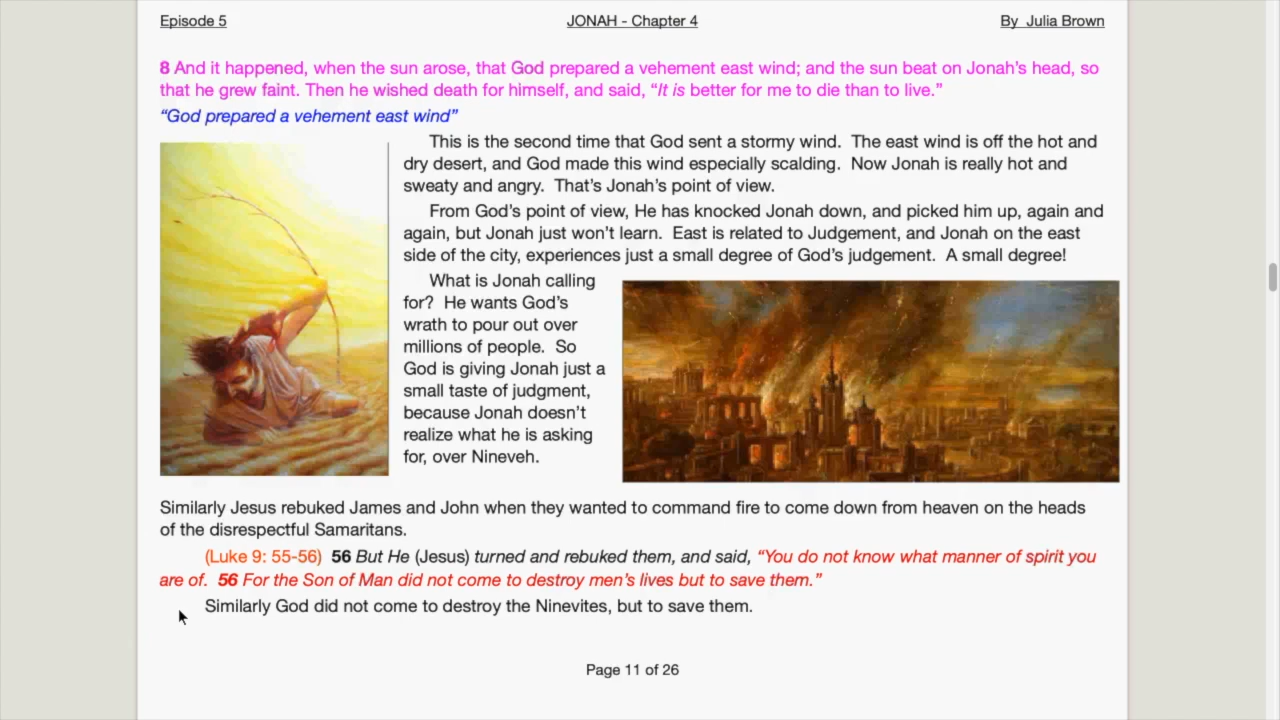 Episode 5
JONAH - Chapter 4
By Julia Brown
8 And it happened, when the sun arose, that God prepared a vehement east wind; and the sun beat on Jonah's head, so
that he grew faint. Then he wished death for himself, and said, “It is better for me to die than to live.”
“God prepared a vehement east wind”
This is the second time that God sent a stormy wind. The east wind is off the hot and
dry desert, and God made this wind especially scalding. Now Jonah is really hot and
sweaty and angry. That's Jonah's point of view.
From God's point of view, He has knocked Jonah down, and picked him up, again and
again, but Jonah just won't learn. East is related to Judgement, and Jonah on the east
side of the city, experiences just a small degree of God's judgement. A small degree!
What is Jonah calling
for? He wants God's
wrath to pour out over
millions of people. So
God is giving Jonah just a
small taste of judgment,
because Jonah doesn't
realize what he is asking
for, over Nineveh.
Similarly Jesus rebuked James and John when they wanted to command fire to come down from heaven on the heads
of the disrespectful Samaritans.
(Luke 9: 55-56) 56 But He (Jesus) turned and rebuked them, and said, “You do not know what manner of spirit you
are of. 56 For the Son of Man did not come to destroy men's lives but to save them.”
Similarly God did not come to destroy the Ninevites, but to save them.
Page 11 of 26